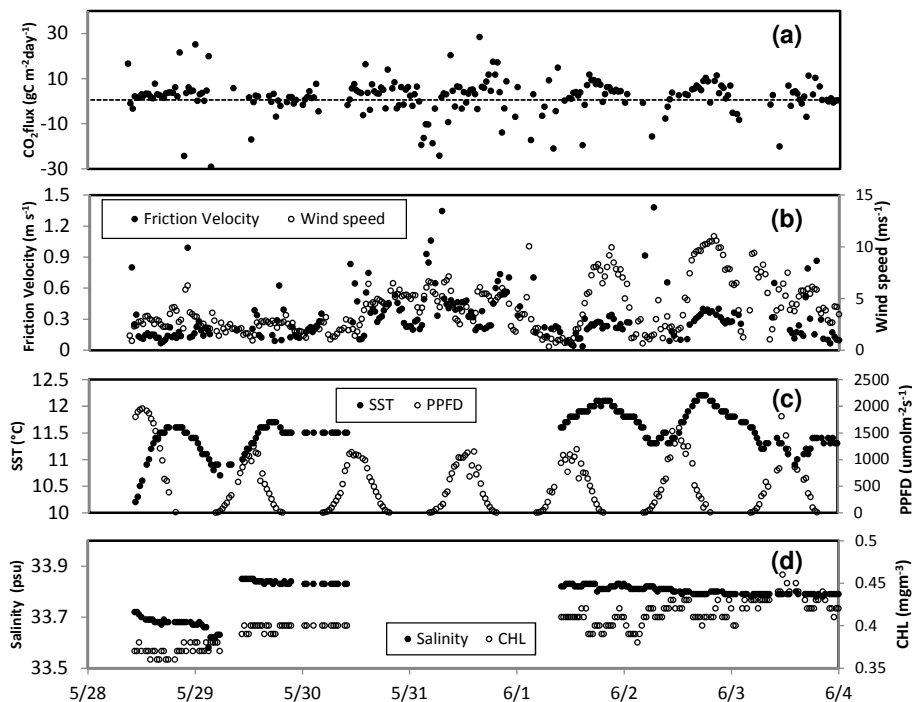 (a)
CO2flux (gC m-2day-1)
30
10
-10
-30
(b)
Friction Velocity (m s-1)
Wind speed (ms-1)
Friction Velocity
Wind speed
1.5
1.2
0.9
0.6
0.3
0
15
10
5
0
(c)
SST (°C)
PPFD (umolm-2s-1)
SST
PPFD
12.5
12
11.5
11
10.5
10
2500
2000
1500
1000
500
0
(d)
Salinity (psu)
CHL (mgm-3)
Salinity
CHL
33.9
33.7
33.5
0.5
0.45
0.4
0.35
5/28 5/29 5/30 5/31 6/1 6/2 6/3 6/4